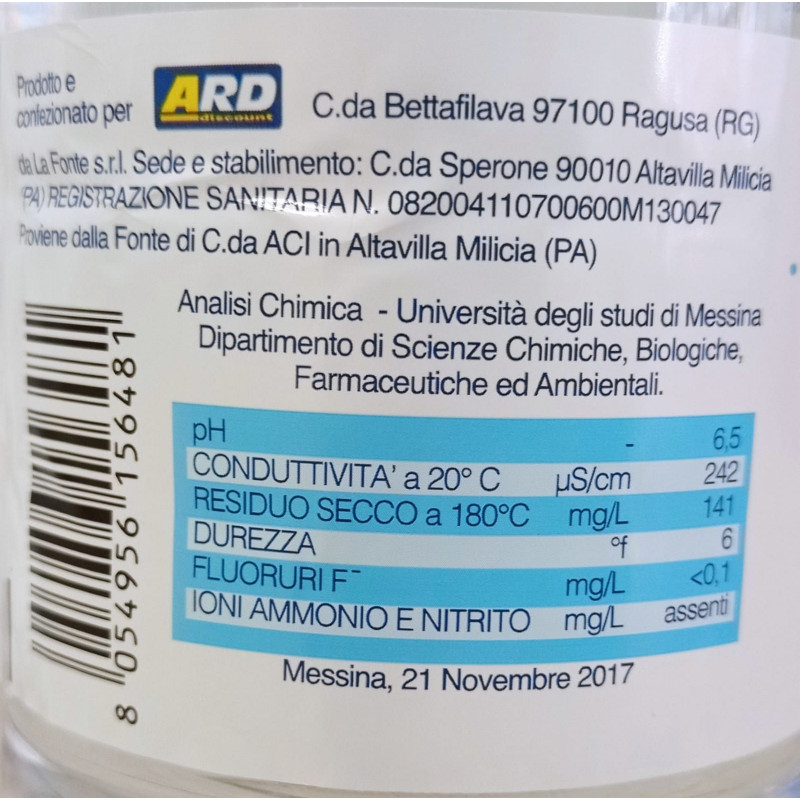 Prodotto e
confezionato per
ARD
discount
C.da Bettafilava 97100 Ragusa (RG)
da La Fonte s.r.l. Sede e stabilimento: C.da Sperone 90010 Altavilla Milicia
(PA) REGISTRAZIONE SANITARIA N. 082004110700600M130047
Proviene dalla Fonte di C.da ACI in Altavilla Milicia (PA)
Analisi Chimica - Università degli studi di Messina
Dipartimento di Scienze Chimiche, Biologiche,
Farmaceutiche ed Ambientali.
pH - 6,5
CONDUTTIVITA' a 20° C µS/cm 242
RESIDUO SECCO a 180°C mg/L 141
DUREZZA °f 6
FLUORURI F⁻ mg/L <0,1
IONI AMMONIO E NITRITO mg/L assenti
Messina, 21 Novembre 2017
8 054956 156481